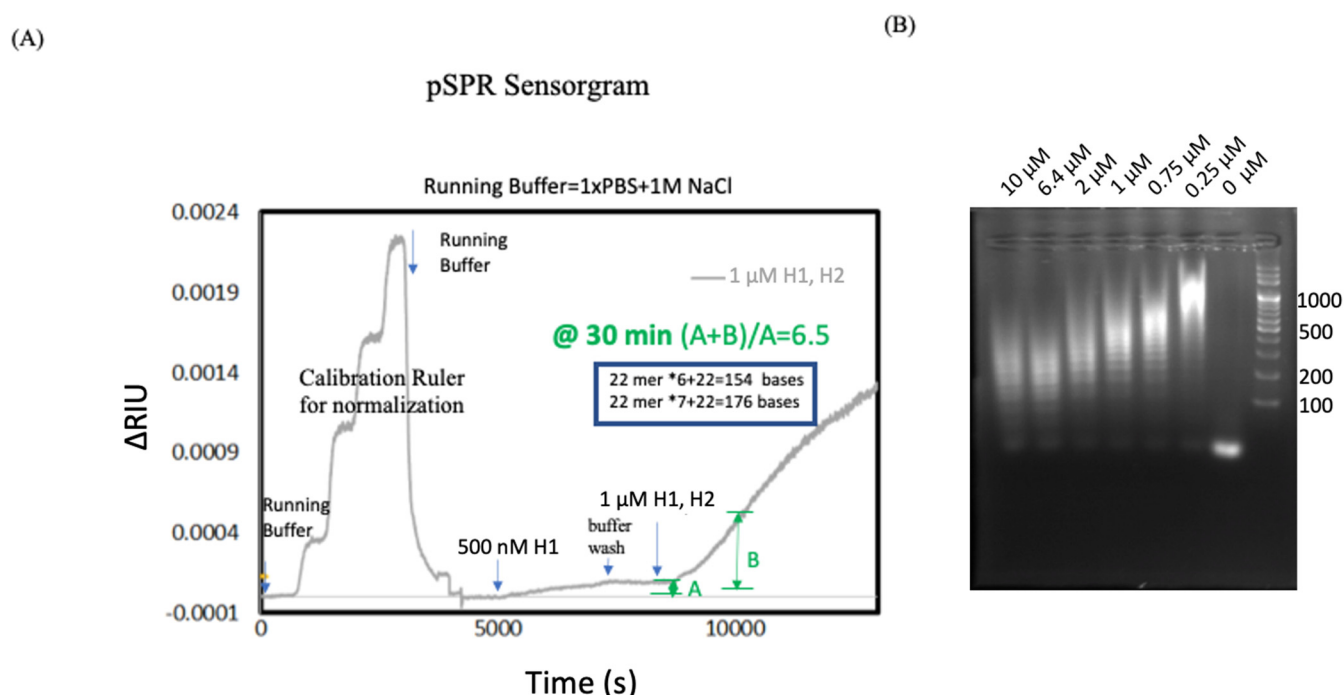 (A)
pSPR Sensorgram
Running Buffer=1xPBS+1M NaCl
0.0024
0.0019
0.0014
0.0009
0.0004
-0.0001
ΔRIU
Running
Buffer
1 μM H1, H2
@ 30 min (A+B)/A=6.5
22 mer *6+22=154 bases
22 mer *7+22=176 bases
Calibration Ruler
for normalization
Running
Buffer
500 nM H1
buffer
wash
1 μM H1, H2
A
B
0
5000
10000
Time (s)
(B)
10 μM
6.4 μM
2 μM
1 μM
0.75 μM
0.25 μM
0 μM
1000
500
200
100